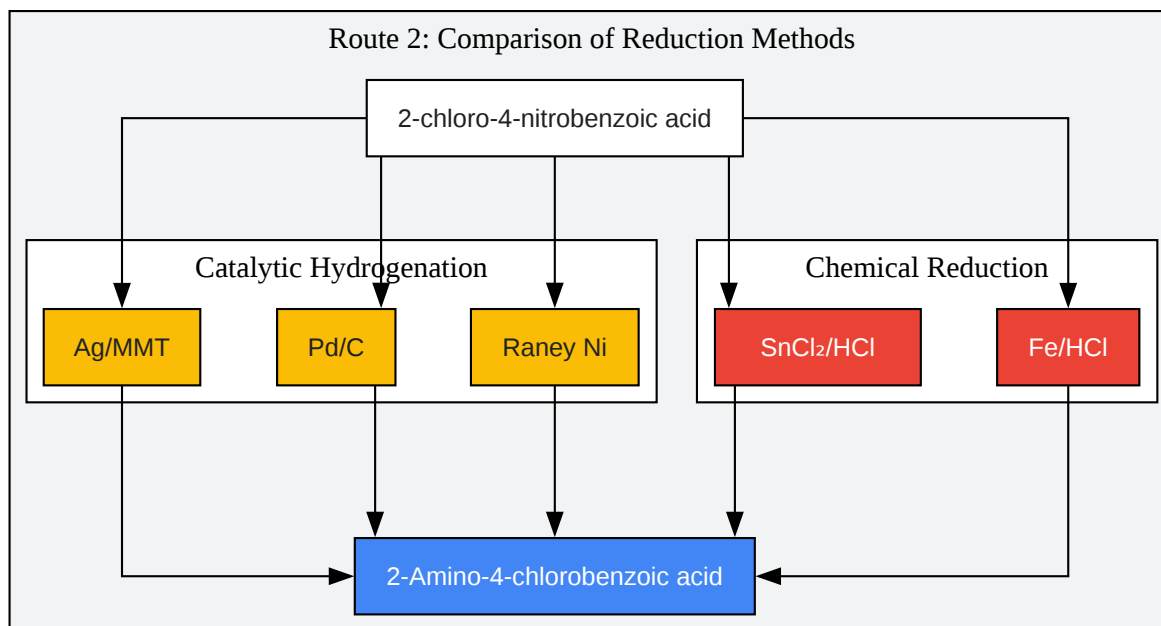 Route 2: Comparison of Reduction Methods
2-chloro-4-nitrobenzoic acid
Catalytic Hydrogenation
Chemical Reduction
Ag/MMT
Pd/C
Raney Ni
SnCl₂/HCl
Fe/HCl
2-Amino-4-chlorobenzoic acid